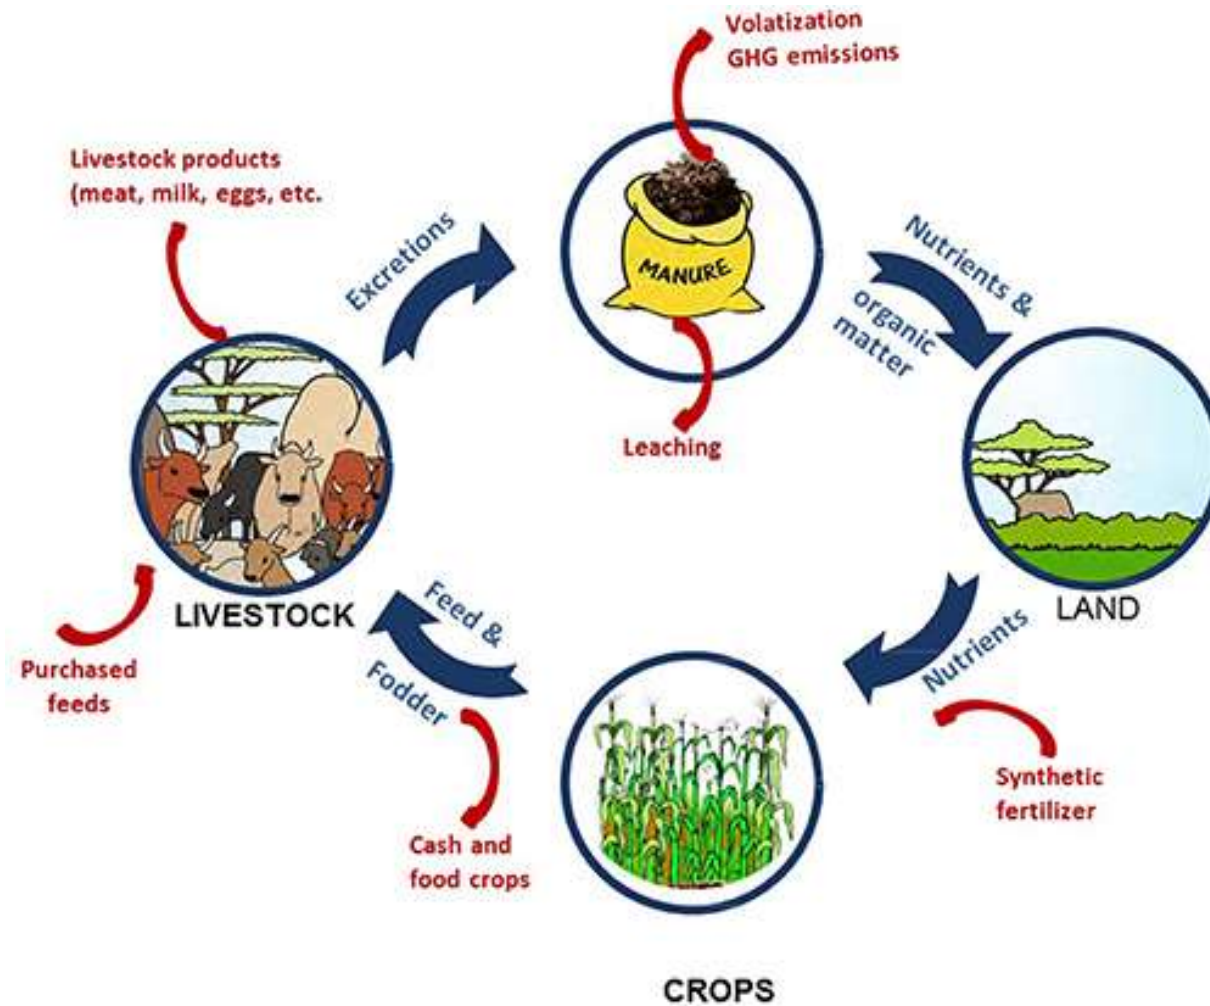 Volatization
GHG emissions
Livestock products
(meat, milk, eggs, etc.
Excretions
MANURE
Nutrients &
organic
matter
Leaching
LIVESTOCK
LAND
Feed &
Fodder
Nutrients
Purchased
feeds
Synthetic
fertilizer
Cash and
food crops
CROPS